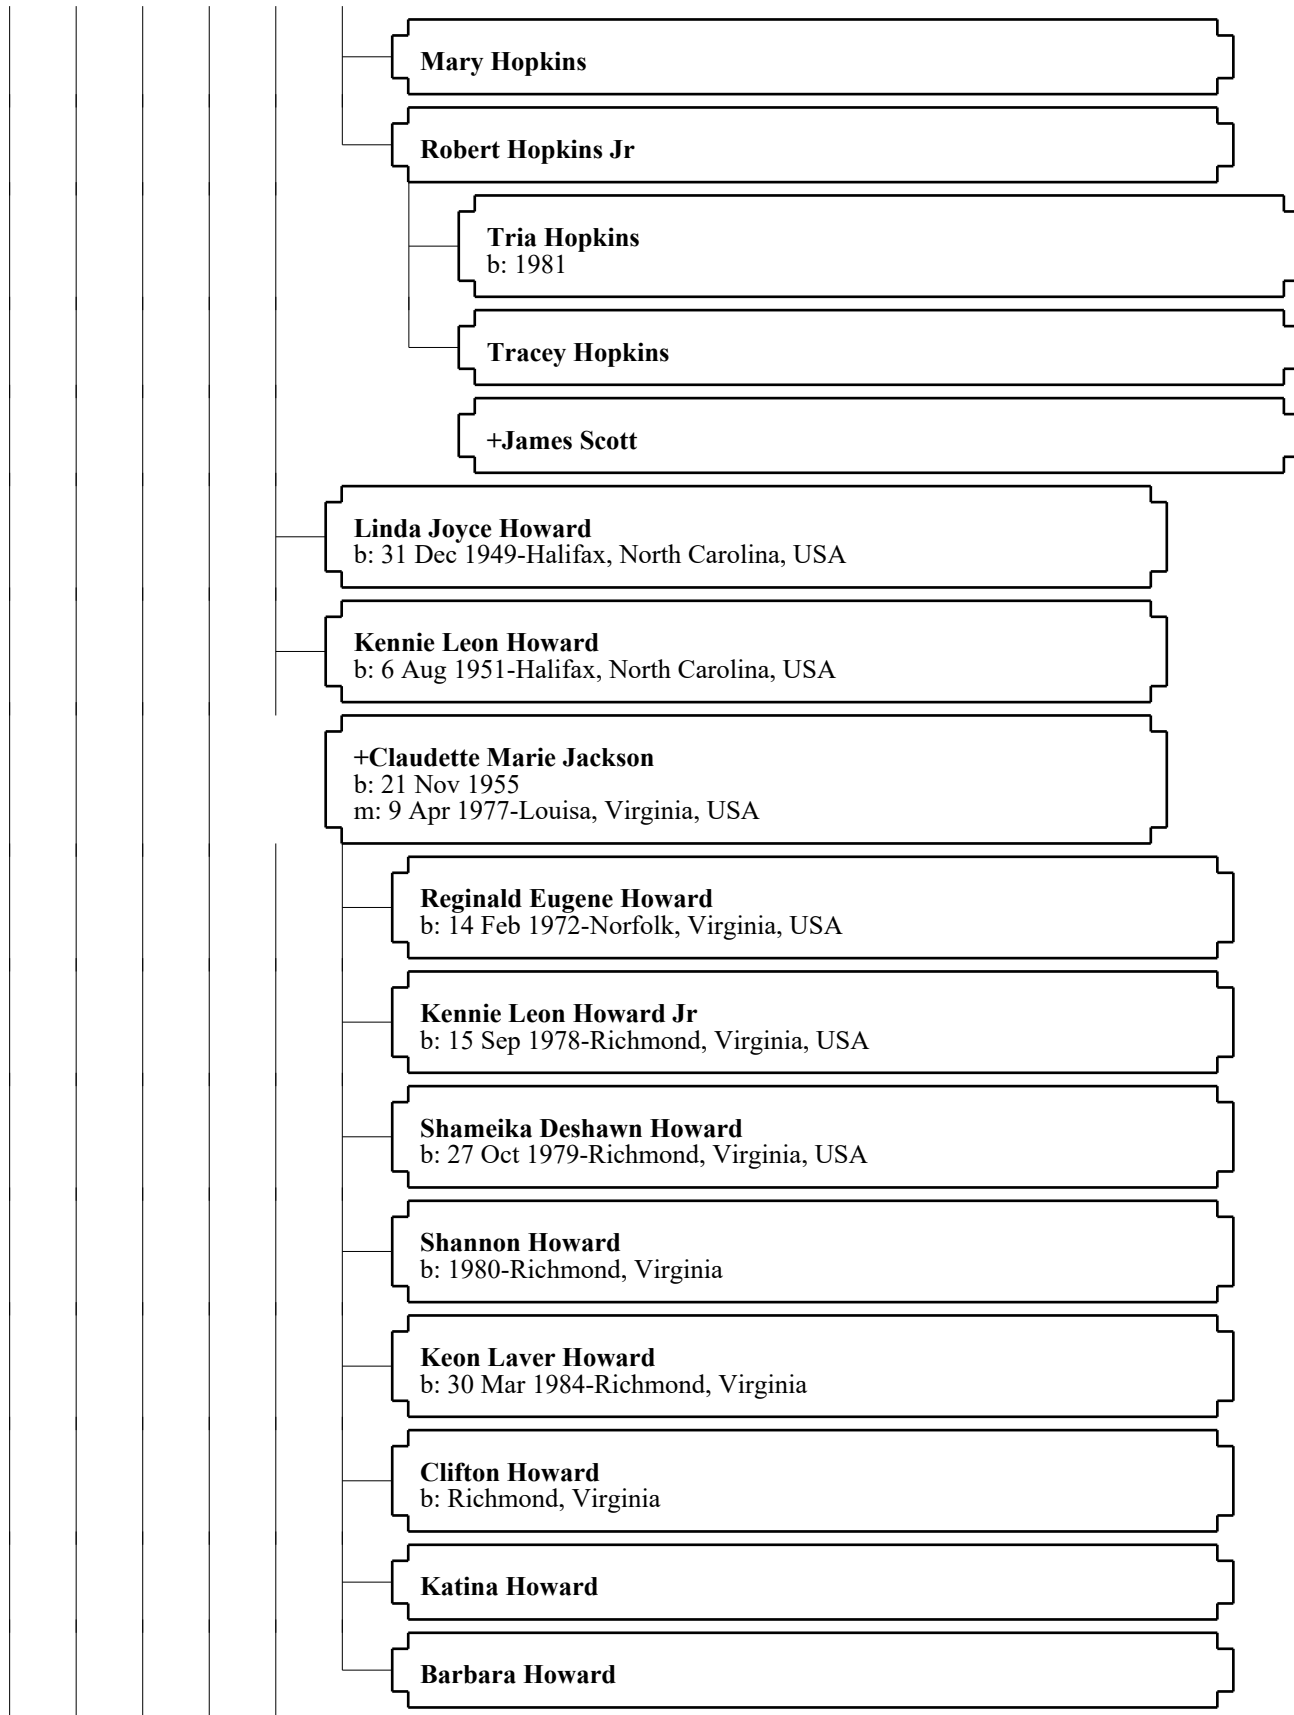 Mary Hopkins
Robert Hopkins Jr
Tria Hopkins
b: 1981
Tracey Hopkins
+James Scott
Linda Joyce Howard
b: 31 Dec 1949-Halifax, North Carolina, USA
Kennie Leon Howard
b: 6 Aug 1951-Halifax, North Carolina, USA
+Claudette Marie Jackson
b: 21 Nov 1955
m: 9 Apr 1977-Louisa, Virginia, USA
Reginald Eugene Howard
b: 14 Feb 1972-Norfolk, Virginia, USA
Kennie Leon Howard Jr
b: 15 Sep 1978-Richmond, Virginia, USA
Shameika Deshawn Howard
b: 27 Oct 1979-Richmond, Virginia, USA
Shannon Howard
b: 1980-Richmond, Virginia
Keon Laver Howard
b: 30 Mar 1984-Richmond, Virginia
Clifton Howard
b: Richmond, Virginia
Katina Howard
Barbara Howard